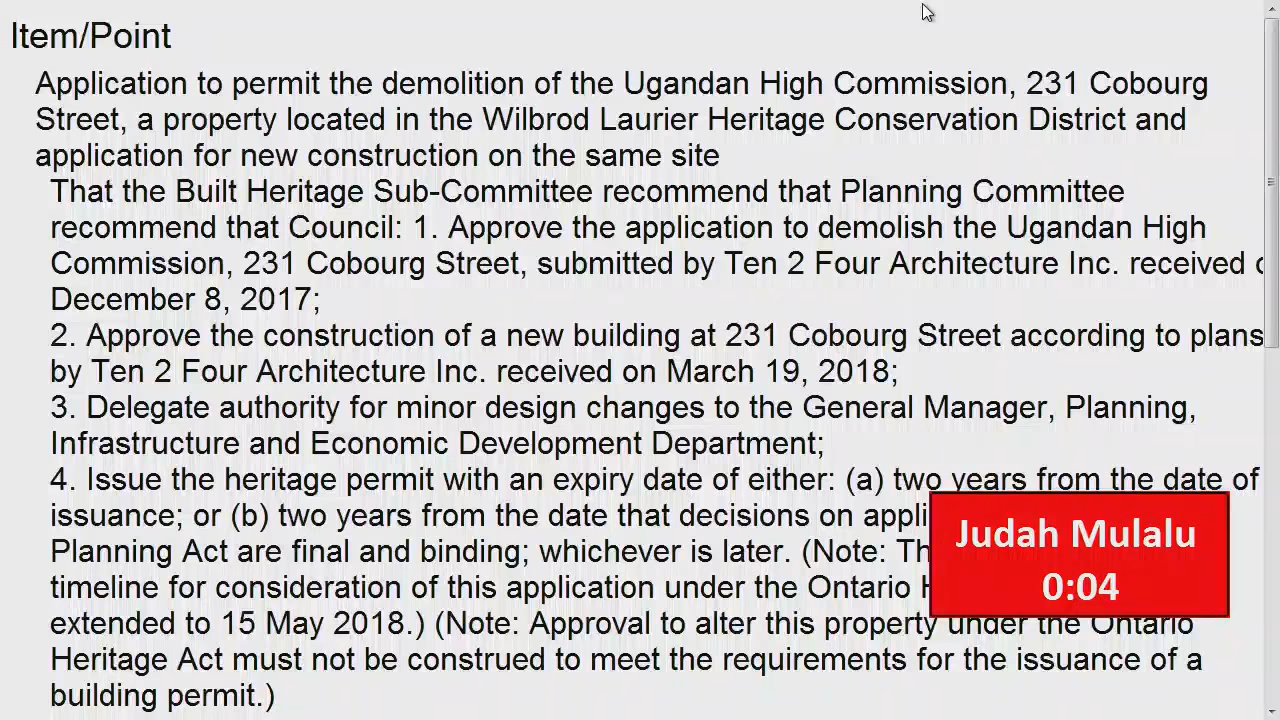 Item/Point
Application to permit the demolition of the Ugandan High Commission, 231 Cobourg
Street, a property located in the Wilbrod Laurier Heritage Conservation District and
application for new construction on the same site
That the Built Heritage Sub-Committee recommend that Planning Committee
recommend that Council: 1. Approve the application to demolish the Ugandan High
Commission, 231 Cobourg Street, submitted by Ten 2 Four Architecture Inc. received
December 8, 2017;
2. Approve the construction of a new building at 231 Cobourg Street according to plans
by Ten 2 Four Architecture Inc. received on March 19, 2018;
3. Delegate authority for minor design changes to the General Manager, Planning,
Infrastructure and Economic Development Department;
4. Issue the heritage permit with an expiry date of either: (a) two years from the date of
issuance; or (b) two years from the date that decisions on appli
Planning Act are final and binding; whichever is later. (Note: Th
timeline for consideration of this application under the Ontario
extended to 15 May 2018.) (Note: Approval to alter this property under the Ontario
Heritage Act must not be construed to meet the requirements for the issuance of a
building permit.)
Judah Mulalu
0:04